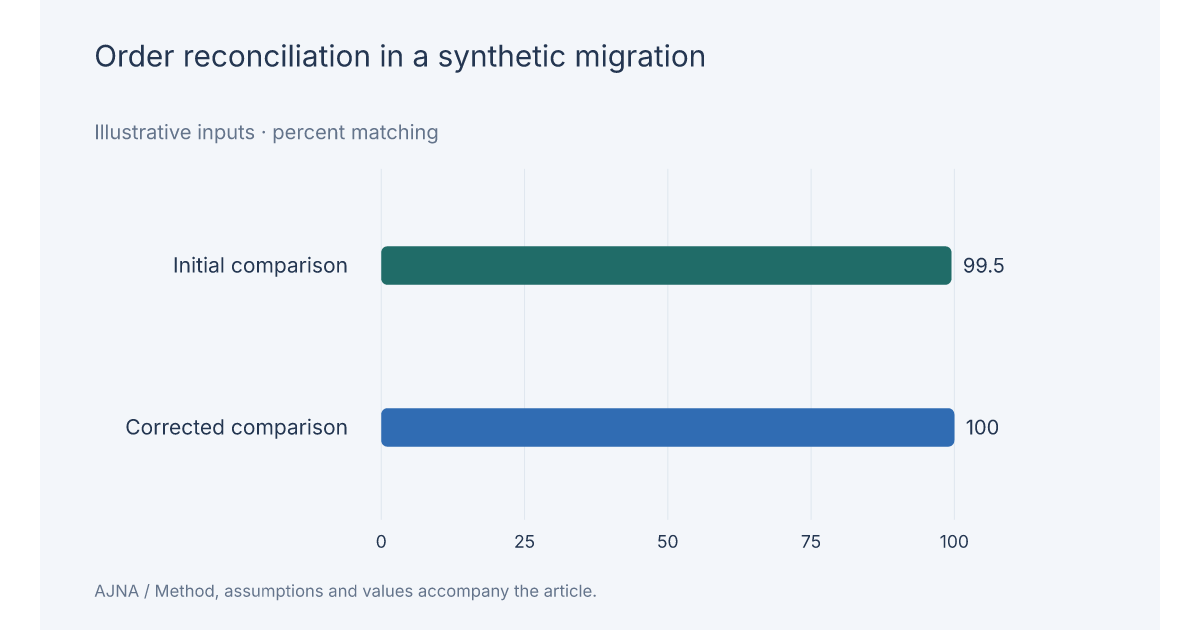 Order reconciliation in a synthetic migration
Illustrative inputs · percent matching
Initial comparison 99.5
Corrected comparison 100
0 25 50 75 100
AJNA / Method, assumptions and values accompany the article.